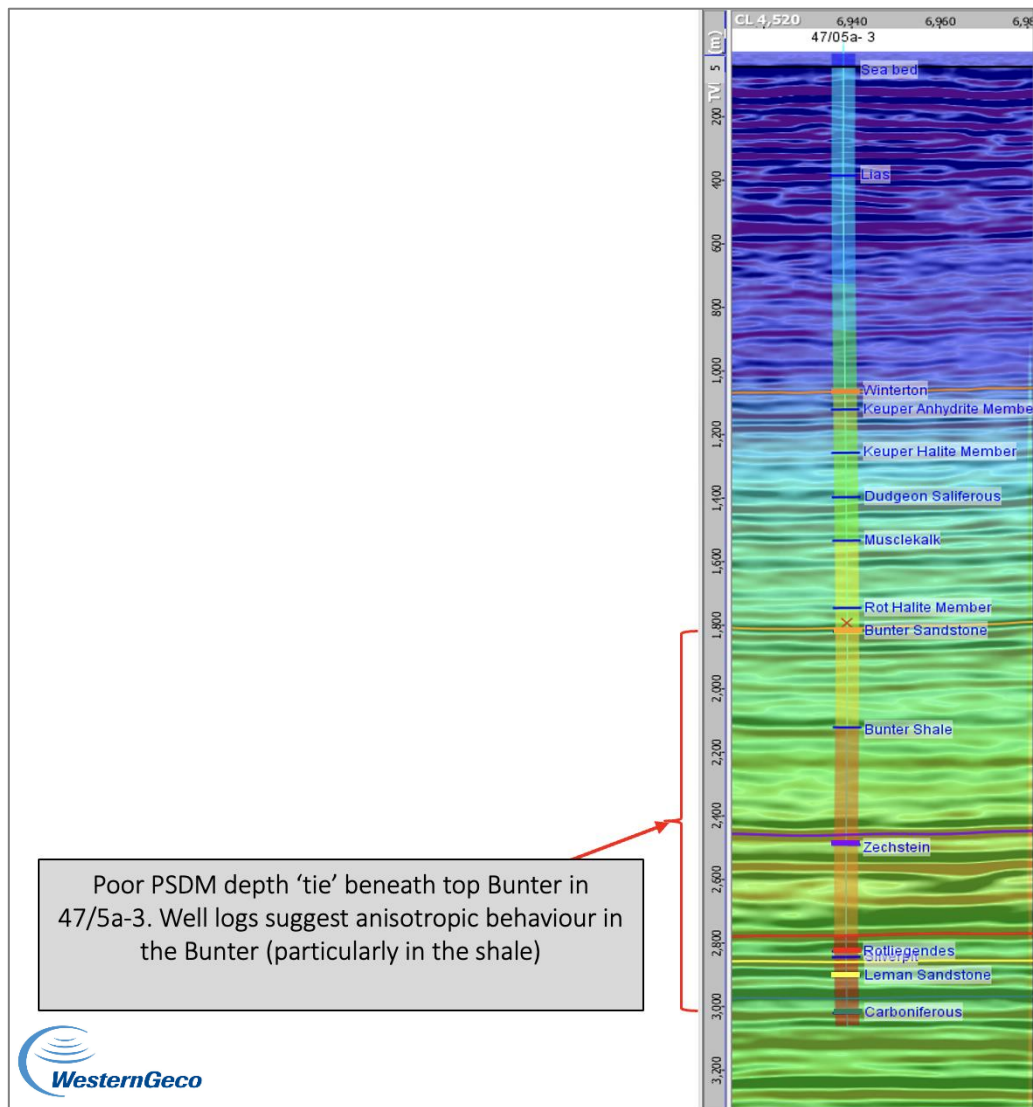 CL 4,520
6,940
6,960
47/05a- 3
(m)
5
200
400
600
800
1,000
1,200
1,400
1,600
1,800
2,000
2,200
2,400
2,600
2,800
3,000
3,200
Sea bed
Lias
Winterton
Keuper Anhydrite Membe
Keuper Halite Member
Dudgeon Saliferous
Musclekalk
Rot Halite Member
Bunter Sandstone
Bunter Shale
Zechstein
Rotliegendes
Leman Sandstone
Carboniferous
Poor PSDM depth ‘tie’ beneath top Bunter in
47/5a-3. Well logs suggest anisotropic behaviour in
the Bunter (particularly in the shale)
WesternGeco